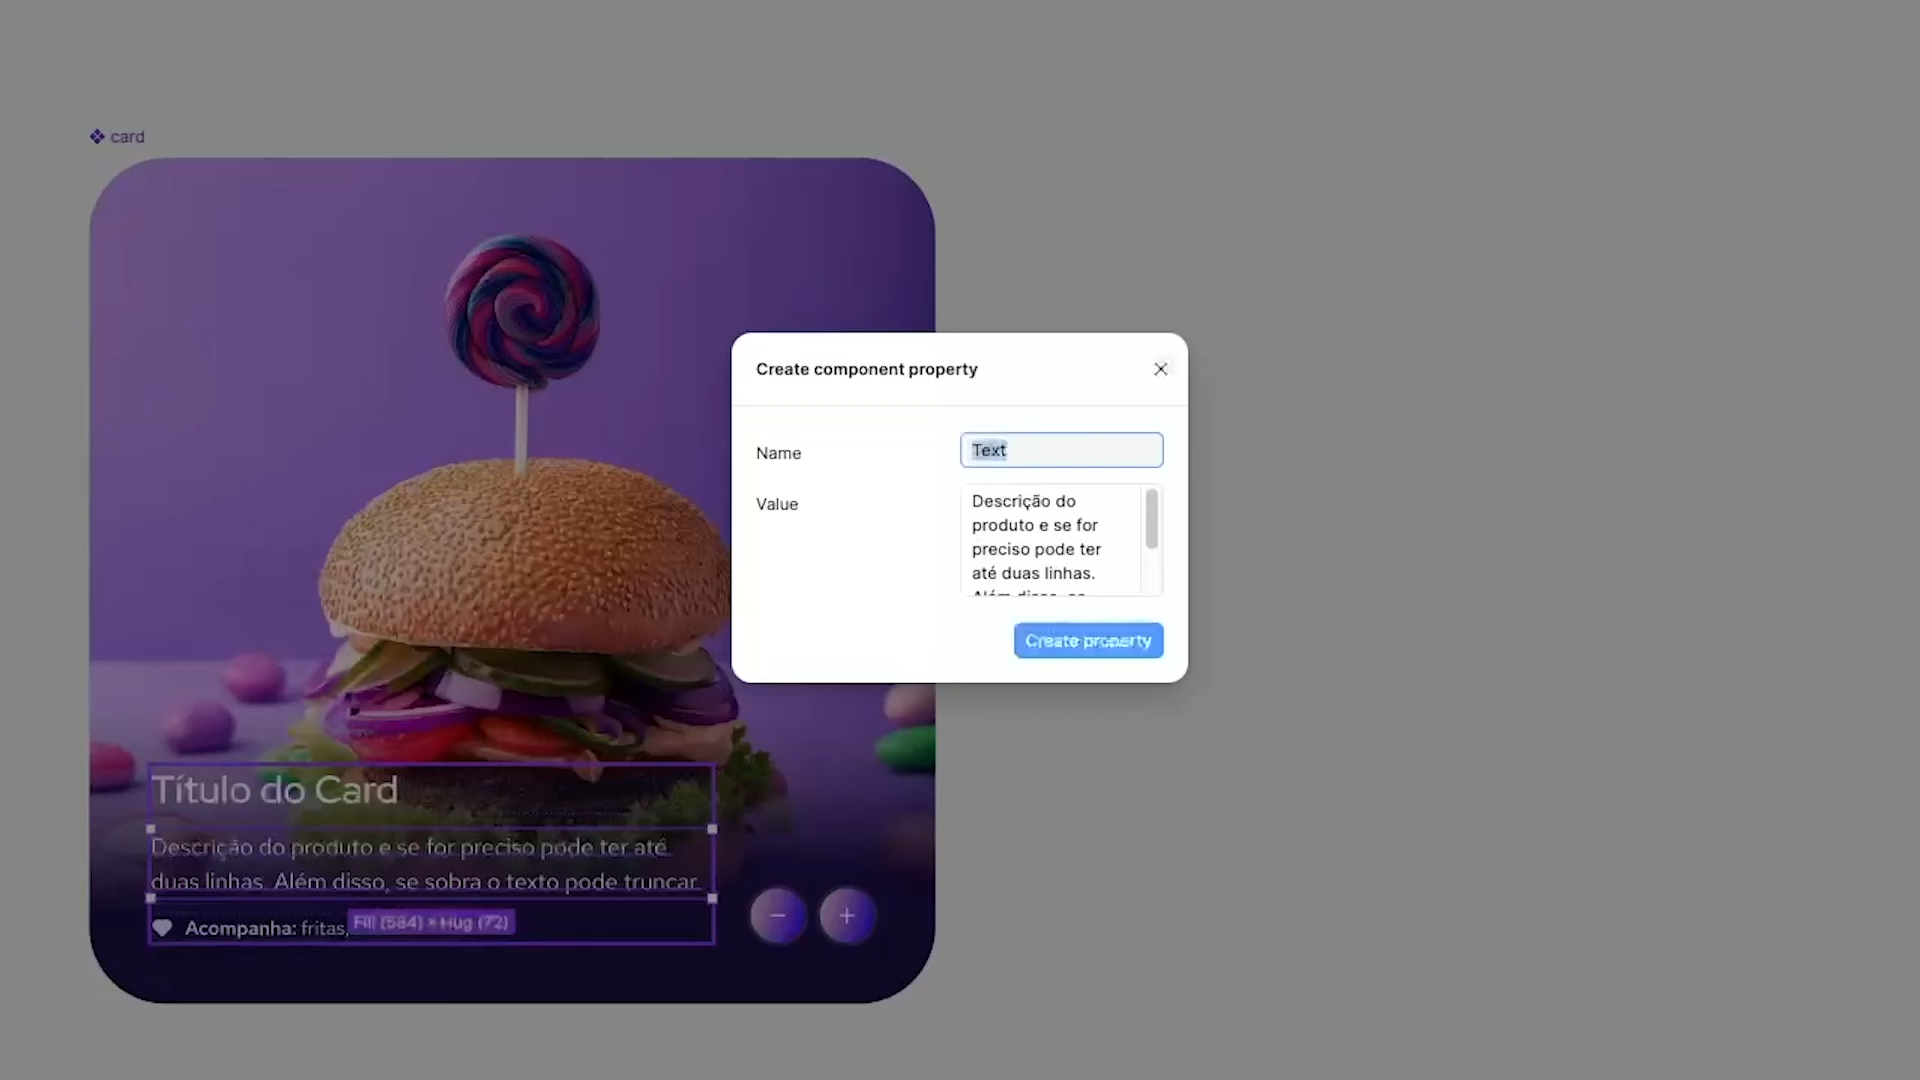 card
Create component property
Name
Text
Value
Descrição do
produto e se for
preciso pode ter
até duas linhas.
Create property
Título do Card
Descrição do produto e se for preciso pode ter até
duas linhas. Além disso, se sobra o texto pode truncar
Acompanha: fritas,
Fill (584) × Hug (72)